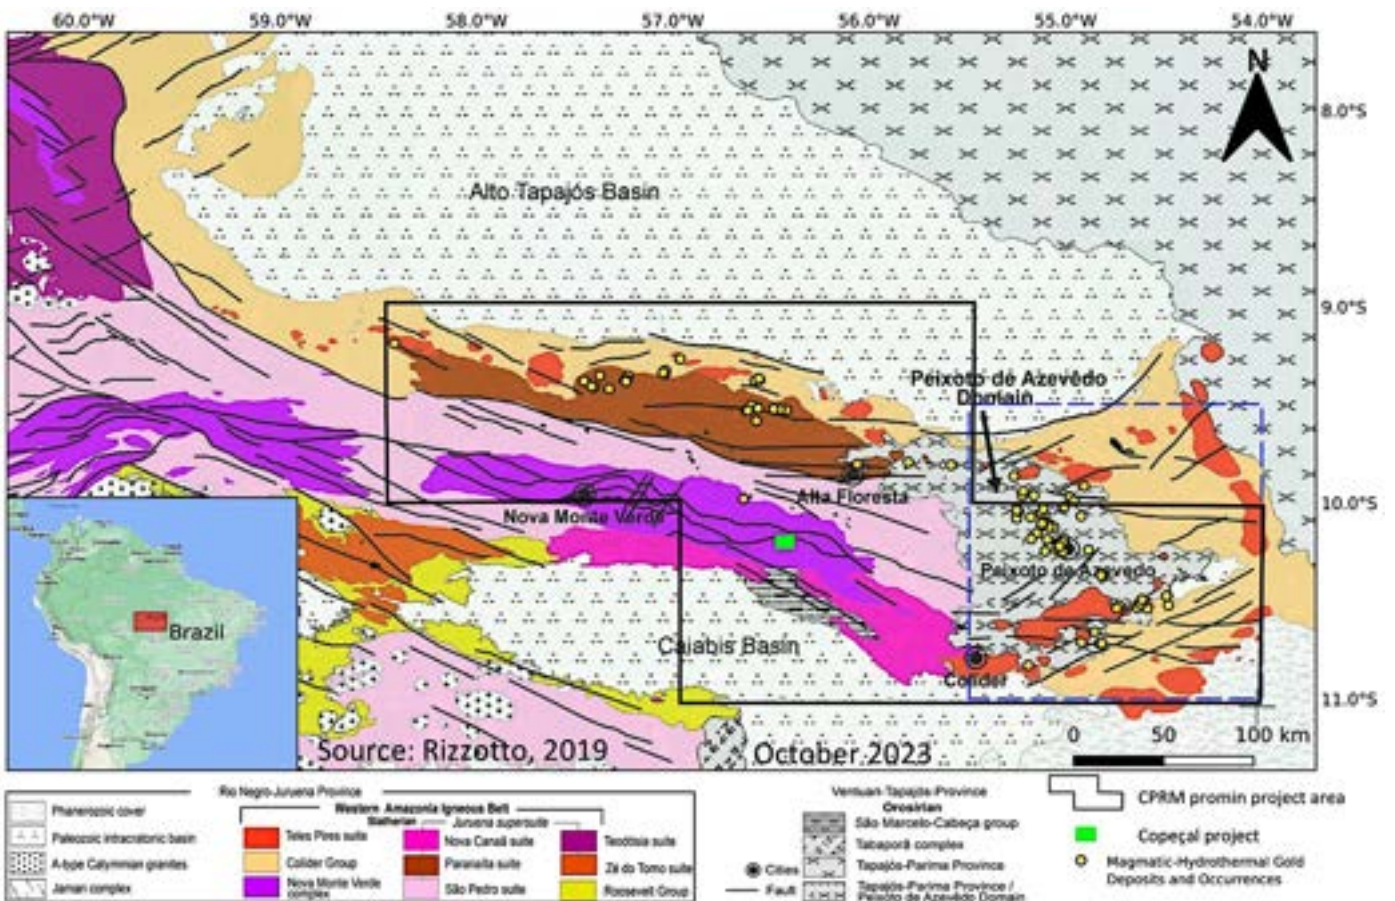 60.0°W 59.0°W 58.0°W 57.0°W 56.0°W 55.0°W 54.0°W
N
8.0°S
Alto Tapajós Basin
9.0°S
Peixoto de Azevêdo
Domain
Alta Floresta
10.0°S
Nova Monte Verde
Peixoto de Azevedo
Brazil
Caiabis Basin
Colider
11.0°S
Source: Rizzotto, 2019
October 2023
0 50 100 km
Rio Negro-Juruena Province
Phanerozoic cover
Paleozoic intracratonic basin
A-type Calymnian granites
Jamari complex
Western Amazonia Igneous Belt
Statherian
Juruena supersuite
Teles Pires suite
Colider Group
Nova Monte Verde
complex
Nova Canaã suite
Paranaíta suite
São Pedro suite
Teodósia suite
Zé do Torno suite
Roosevelt Group
Cities
Fault
Ventuari-Tapajós Province
Orosirian
São Marcelo-Cabeça group
Tabaporã complex
Tapajós-Parima Province
Tapajós-Parima Province /
Peixoto de Azevêdo Domain
CPRM promin project area
Copeçal project
Magmatic-Hydrothermal Gold
Deposits and Occurrences